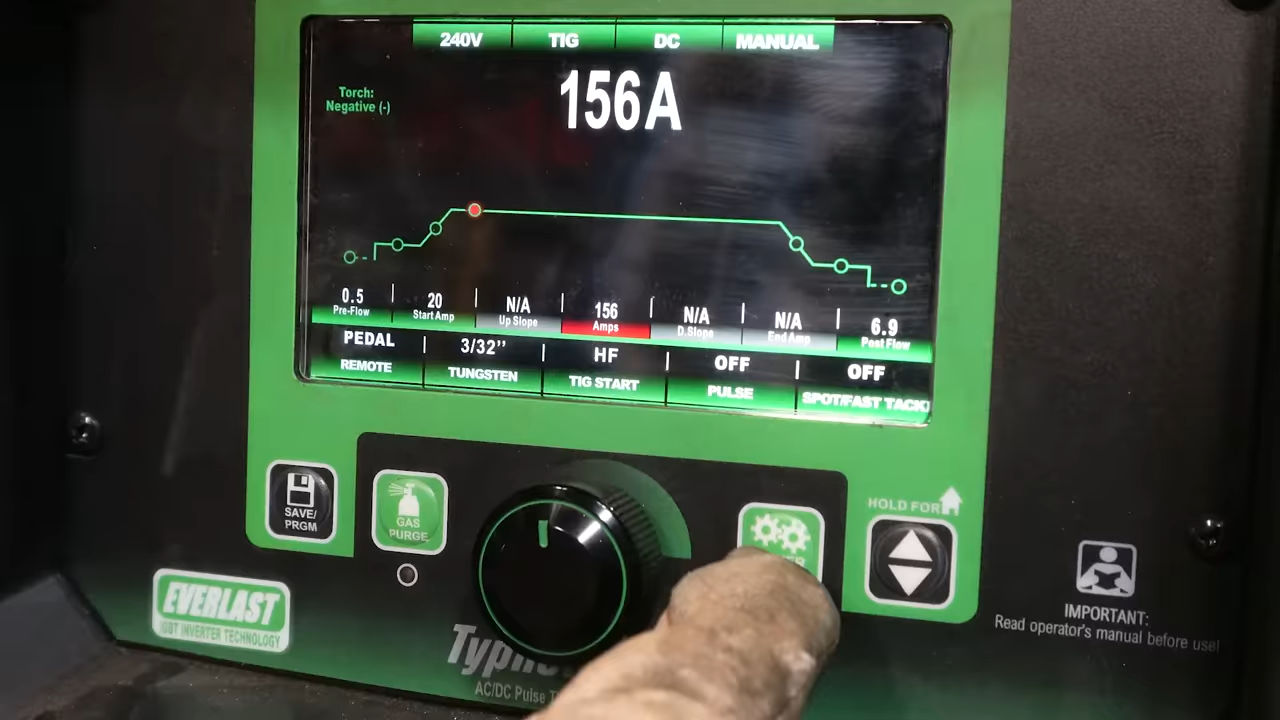 240V TIG DC MANUAL
156A
Torch:
Negative (-)
0.5 20 N/A 156 N/A N/A 6.9
Pre-Flow Start Amp Up Slope Amps D.Slope End Amp Post Flow
PEDAL 3/32” HF OFF OFF
REMOTE TUNGSTEN TIG START PULSE SPOT/FAST TACK
SAVE/
PRGM
GAS
PURGE
HOLD FOR
EVERLAST
IGBT INVERTER TECHNOLOGY
AC/DC Pulse
IMPORTANT:
Read operator's manual before use!